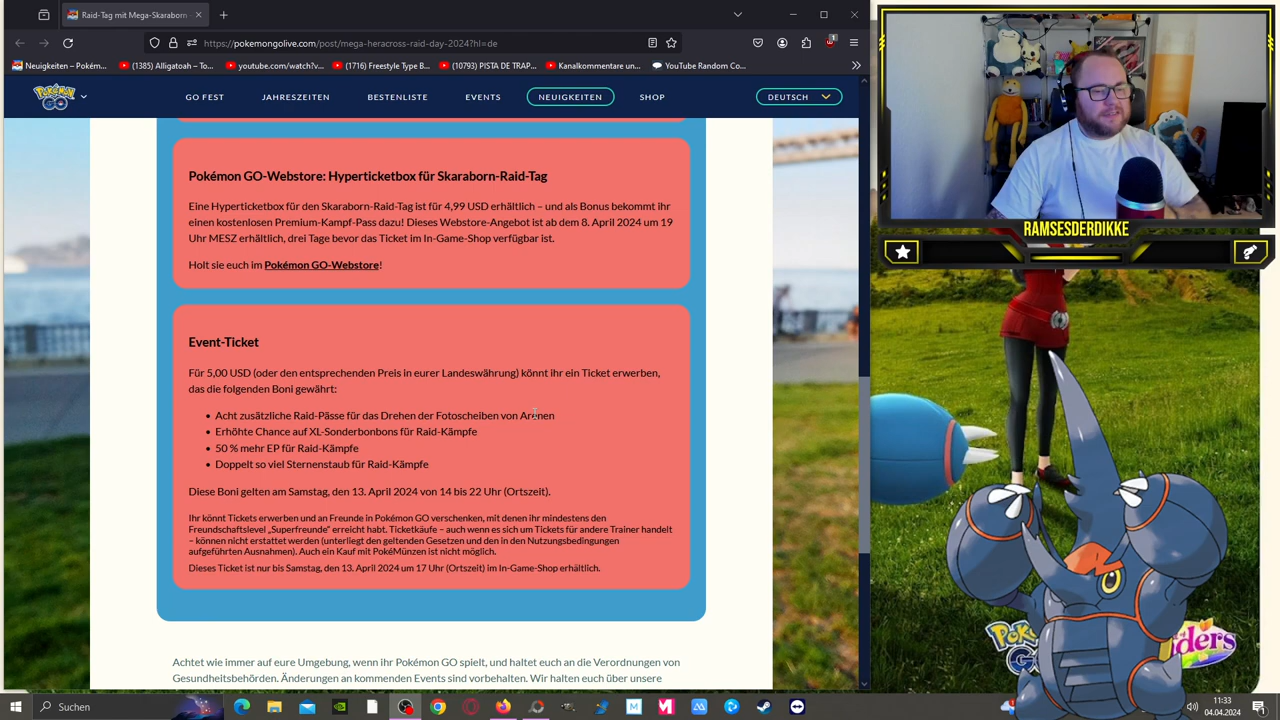 Raid-Tag mit Mega-Skaraborn
https://pokemongolive.com/post/mega-heracross-raid-day-2024?hl=de
Neuigkeiten – Pokém...
(1385) Alligatoah – To...
youtube.com/watch?v...
(1716) Freestyle Type B...
(10793) PISTA DE TRAP...
Kanalkommentare un...
YouTube Random Co...
GO FEST
JAHRESZEITEN
BESTENLISTE
EVENTS
NEUIGKEITEN
SHOP
DEUTSCH
Pokémon GO-Webstore: Hyperticketbox für Skaraborn-Raid-Tag
Eine Hyperticketbox für den Skaraborn-Raid-Tag ist für 4,99 USD erhältlich – und als Bonus bekommt ihr
einen kostenlosen Premium-Kampf-Pass dazu! Dieses Webstore-Angebot ist ab dem 8. April 2024 um 19
Uhr MESZ erhältlich, drei Tage bevor das Ticket im In-Game-Shop verfügbar ist.
Holt sie euch im Pokémon GO-Webstore!
Event-Ticket
Für 5,00 USD (oder den entsprechenden Preis in eurer Landeswährung) könnt ihr ein Ticket erwerben,
das die folgenden Boni gewährt:
• Acht zusätzliche Raid-Pässe für das Drehen der Fotoscheiben von Arenen
• Erhöhte Chance auf XL-Sonderbonbons für Raid-Kämpfe
• 50 % mehr EP für Raid-Kämpfe
• Doppelt so viel Sternenstaub für Raid-Kämpfe
Diese Boni gelten am Samstag, den 13. April 2024 von 14 bis 22 Uhr (Ortszeit).
Ihr könnt Tickets erwerben und an Freunde in Pokémon GO verschenken, mit denen ihr mindestens den
Freundschaftslevel „Superfreunde“ erreicht habt. Ticketkäufe – auch wenn es sich um Tickets für andere Trainer handelt
– können nicht erstattet werden (unterliegt den geltenden Gesetzen und den in den Nutzungsbedingungen
aufgeführten Ausnahmen). Auch ein Kauf mit PokéMünzen ist nicht möglich.
Dieses Ticket ist nur bis Samstag, den 13. April 2024 um 17 Uhr (Ortszeit) im In-Game-Shop erhältlich.
Achtet wie immer auf eure Umgebung, wenn ihr Pokémon GO spielt, und haltet euch an die Verordnungen von
Gesundheitsbehörden. Änderungen an kommenden Events sind vorbehalten. Wir halten euch über unsere
RAMSESDERDIKKE
Suchen
11:33
04.04.2024